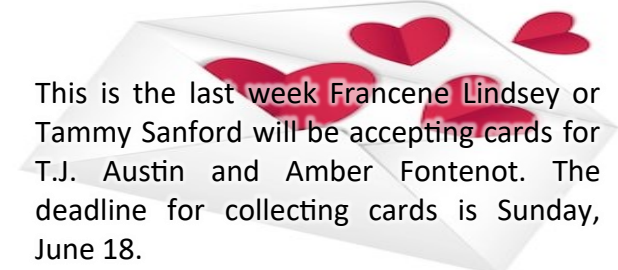 This is the last week Francene Lindsey or
Tammy Sanford will be accepting cards for
T.J. Austin and Amber Fontenot. The
deadline for collecting cards is Sunday,
June 18.